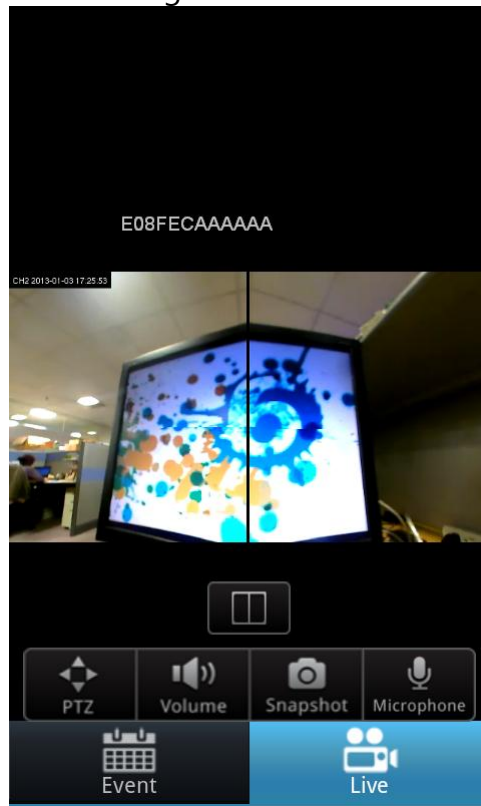 E08FECAAAAAA
CH2 2013-01-03 17:25:53
PTZ
Volume
Snapshot
Microphone
Event
Live